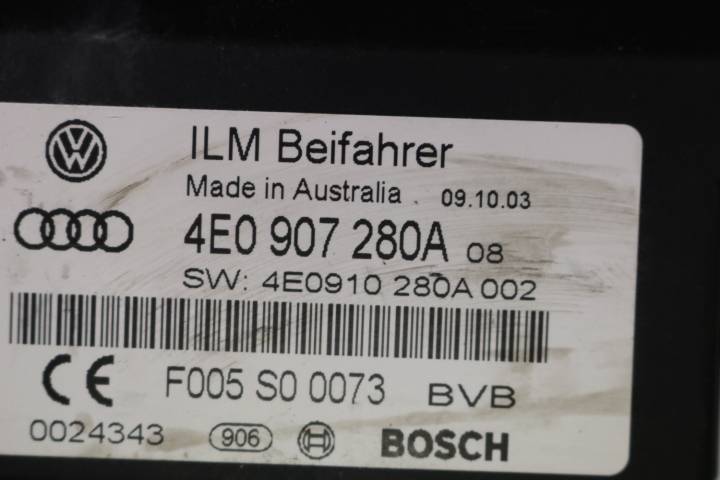 ILM Beifahrer
Made in Australia 09.10.03
4E0 907 280A 08
SW: 4E0910 280A 002
CE F005 S0 0073 BVB
0024343 906 BOSCH